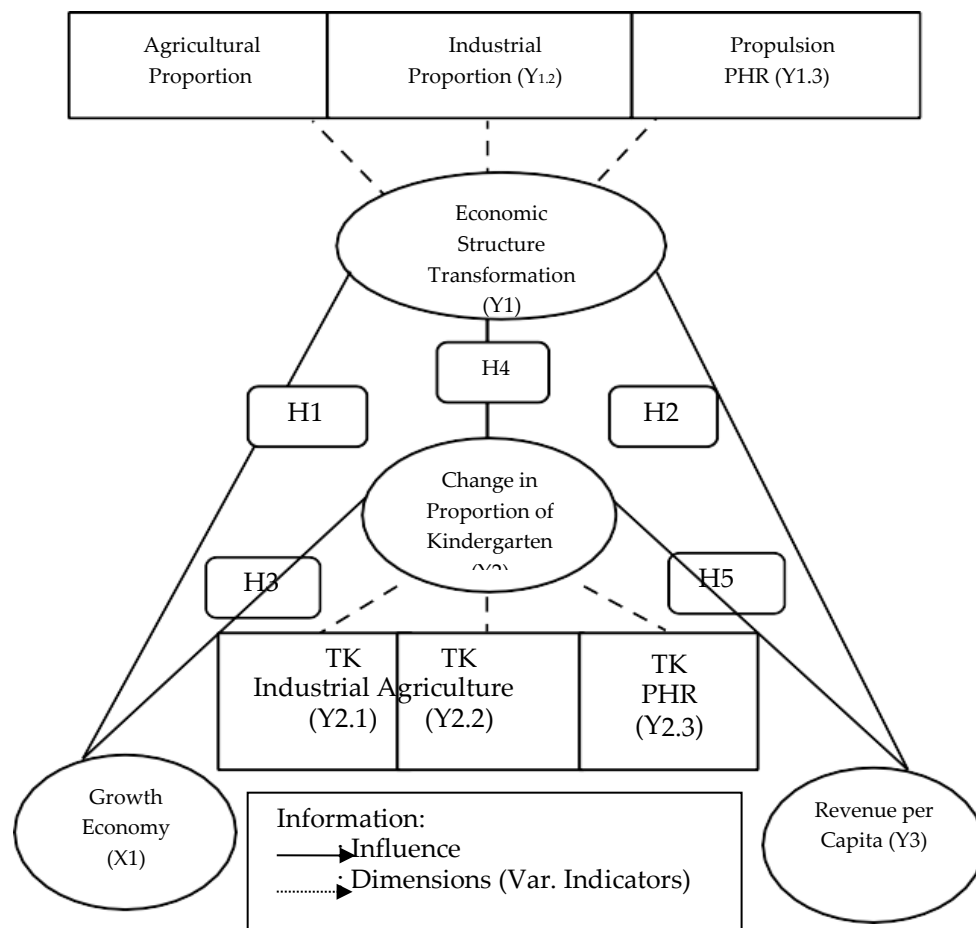 Agricultural
Proportion
Industrial
Proportion (Y1.2)
Propulsion
PHR (Y1.3)
Economic
Structure
Transformation
(Y1)
H4
H1
H2
Change in
Proportion of
Kindergarten
(Y2)
H3
H5
TK TK
Industrial Agriculture
(Y2.1) (Y2.2)
TK
PHR
(Y2.3)
Growth
Economy
(X1)
Revenue per
Capita (Y3)
Information:
: Influence
: Dimensions (Var. Indicators)